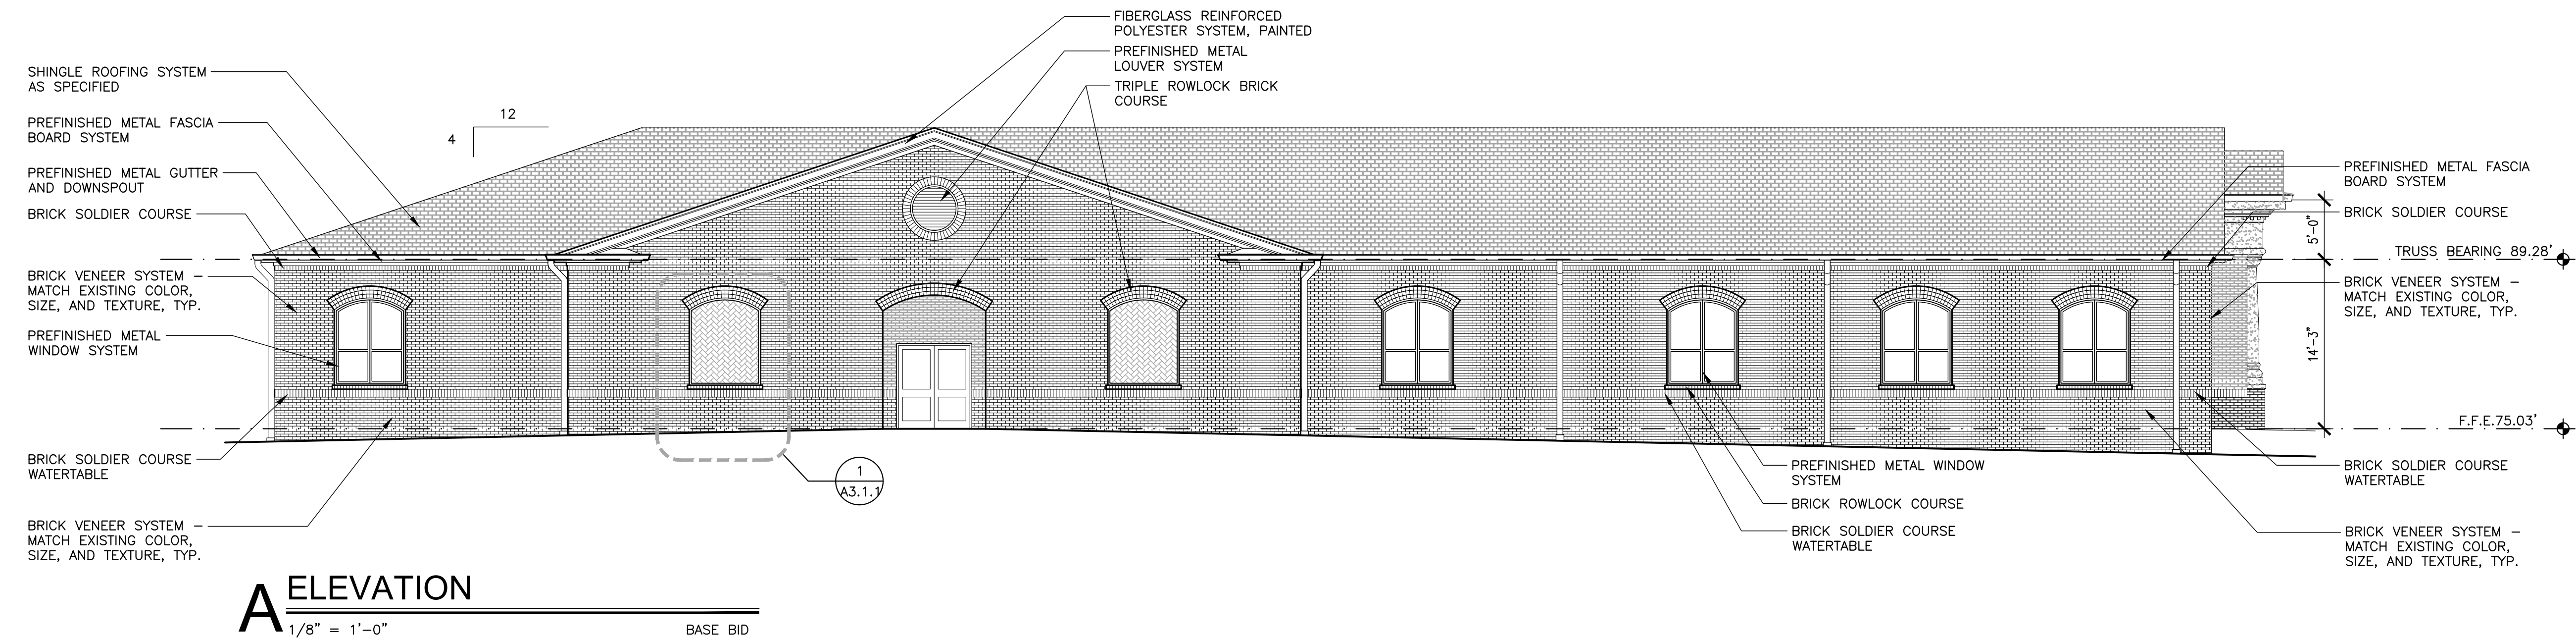 FIBERGLASS REINFORCED
POLYESTER SYSTEM, PAINTED
PREFINISHED METAL
LOUVER SYSTEM
TRIPLE ROWLOCK BRICK
COURSE
SHINGLE ROOFING SYSTEM
AS SPECIFIED
12
4
PREFINISHED METAL FASCIA
BOARD SYSTEM
PREFINISHED METAL GUTTER
AND DOWNSPOUT
BRICK SOLDIER COURSE
BRICK VENEER SYSTEM –
MATCH EXISTING COLOR,
SIZE, AND TEXTURE, TYP.
PREFINISHED METAL
WINDOW SYSTEM
BRICK SOLDIER COURSE
WATERTABLE
BRICK VENEER SYSTEM –
MATCH EXISTING COLOR,
SIZE, AND TEXTURE, TYP.
1
A3.1.1
PREFINISHED METAL WINDOW
SYSTEM
BRICK ROWLOCK COURSE
BRICK SOLDIER COURSE
WATERTABLE
PREFINISHED METAL FASCIA
BOARD SYSTEM
BRICK SOLDIER COURSE
5'-0"
TRUSS BEARING 89.28'
BRICK VENEER SYSTEM –
MATCH EXISTING COLOR,
SIZE, AND TEXTURE, TYP.
14'-3"
F.F.E.75.03'
BRICK SOLDIER COURSE
WATERTABLE
BRICK VENEER SYSTEM –
MATCH EXISTING COLOR,
SIZE, AND TEXTURE, TYP.
A ELEVATION
1/8" = 1'-0" BASE BID